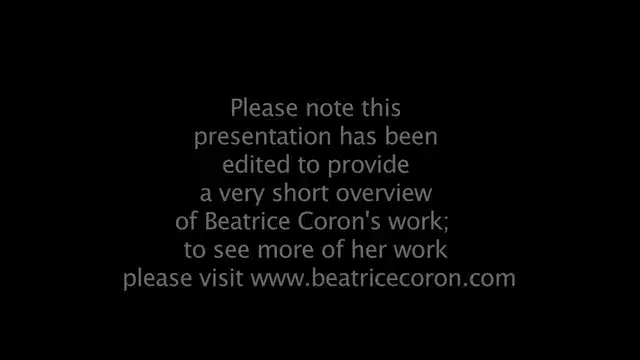 Please note this
presentation has been
edited to provide
a very short overview
of Beatrice Coron's work;
to see more of her work
please visit www.beatricecoron.com